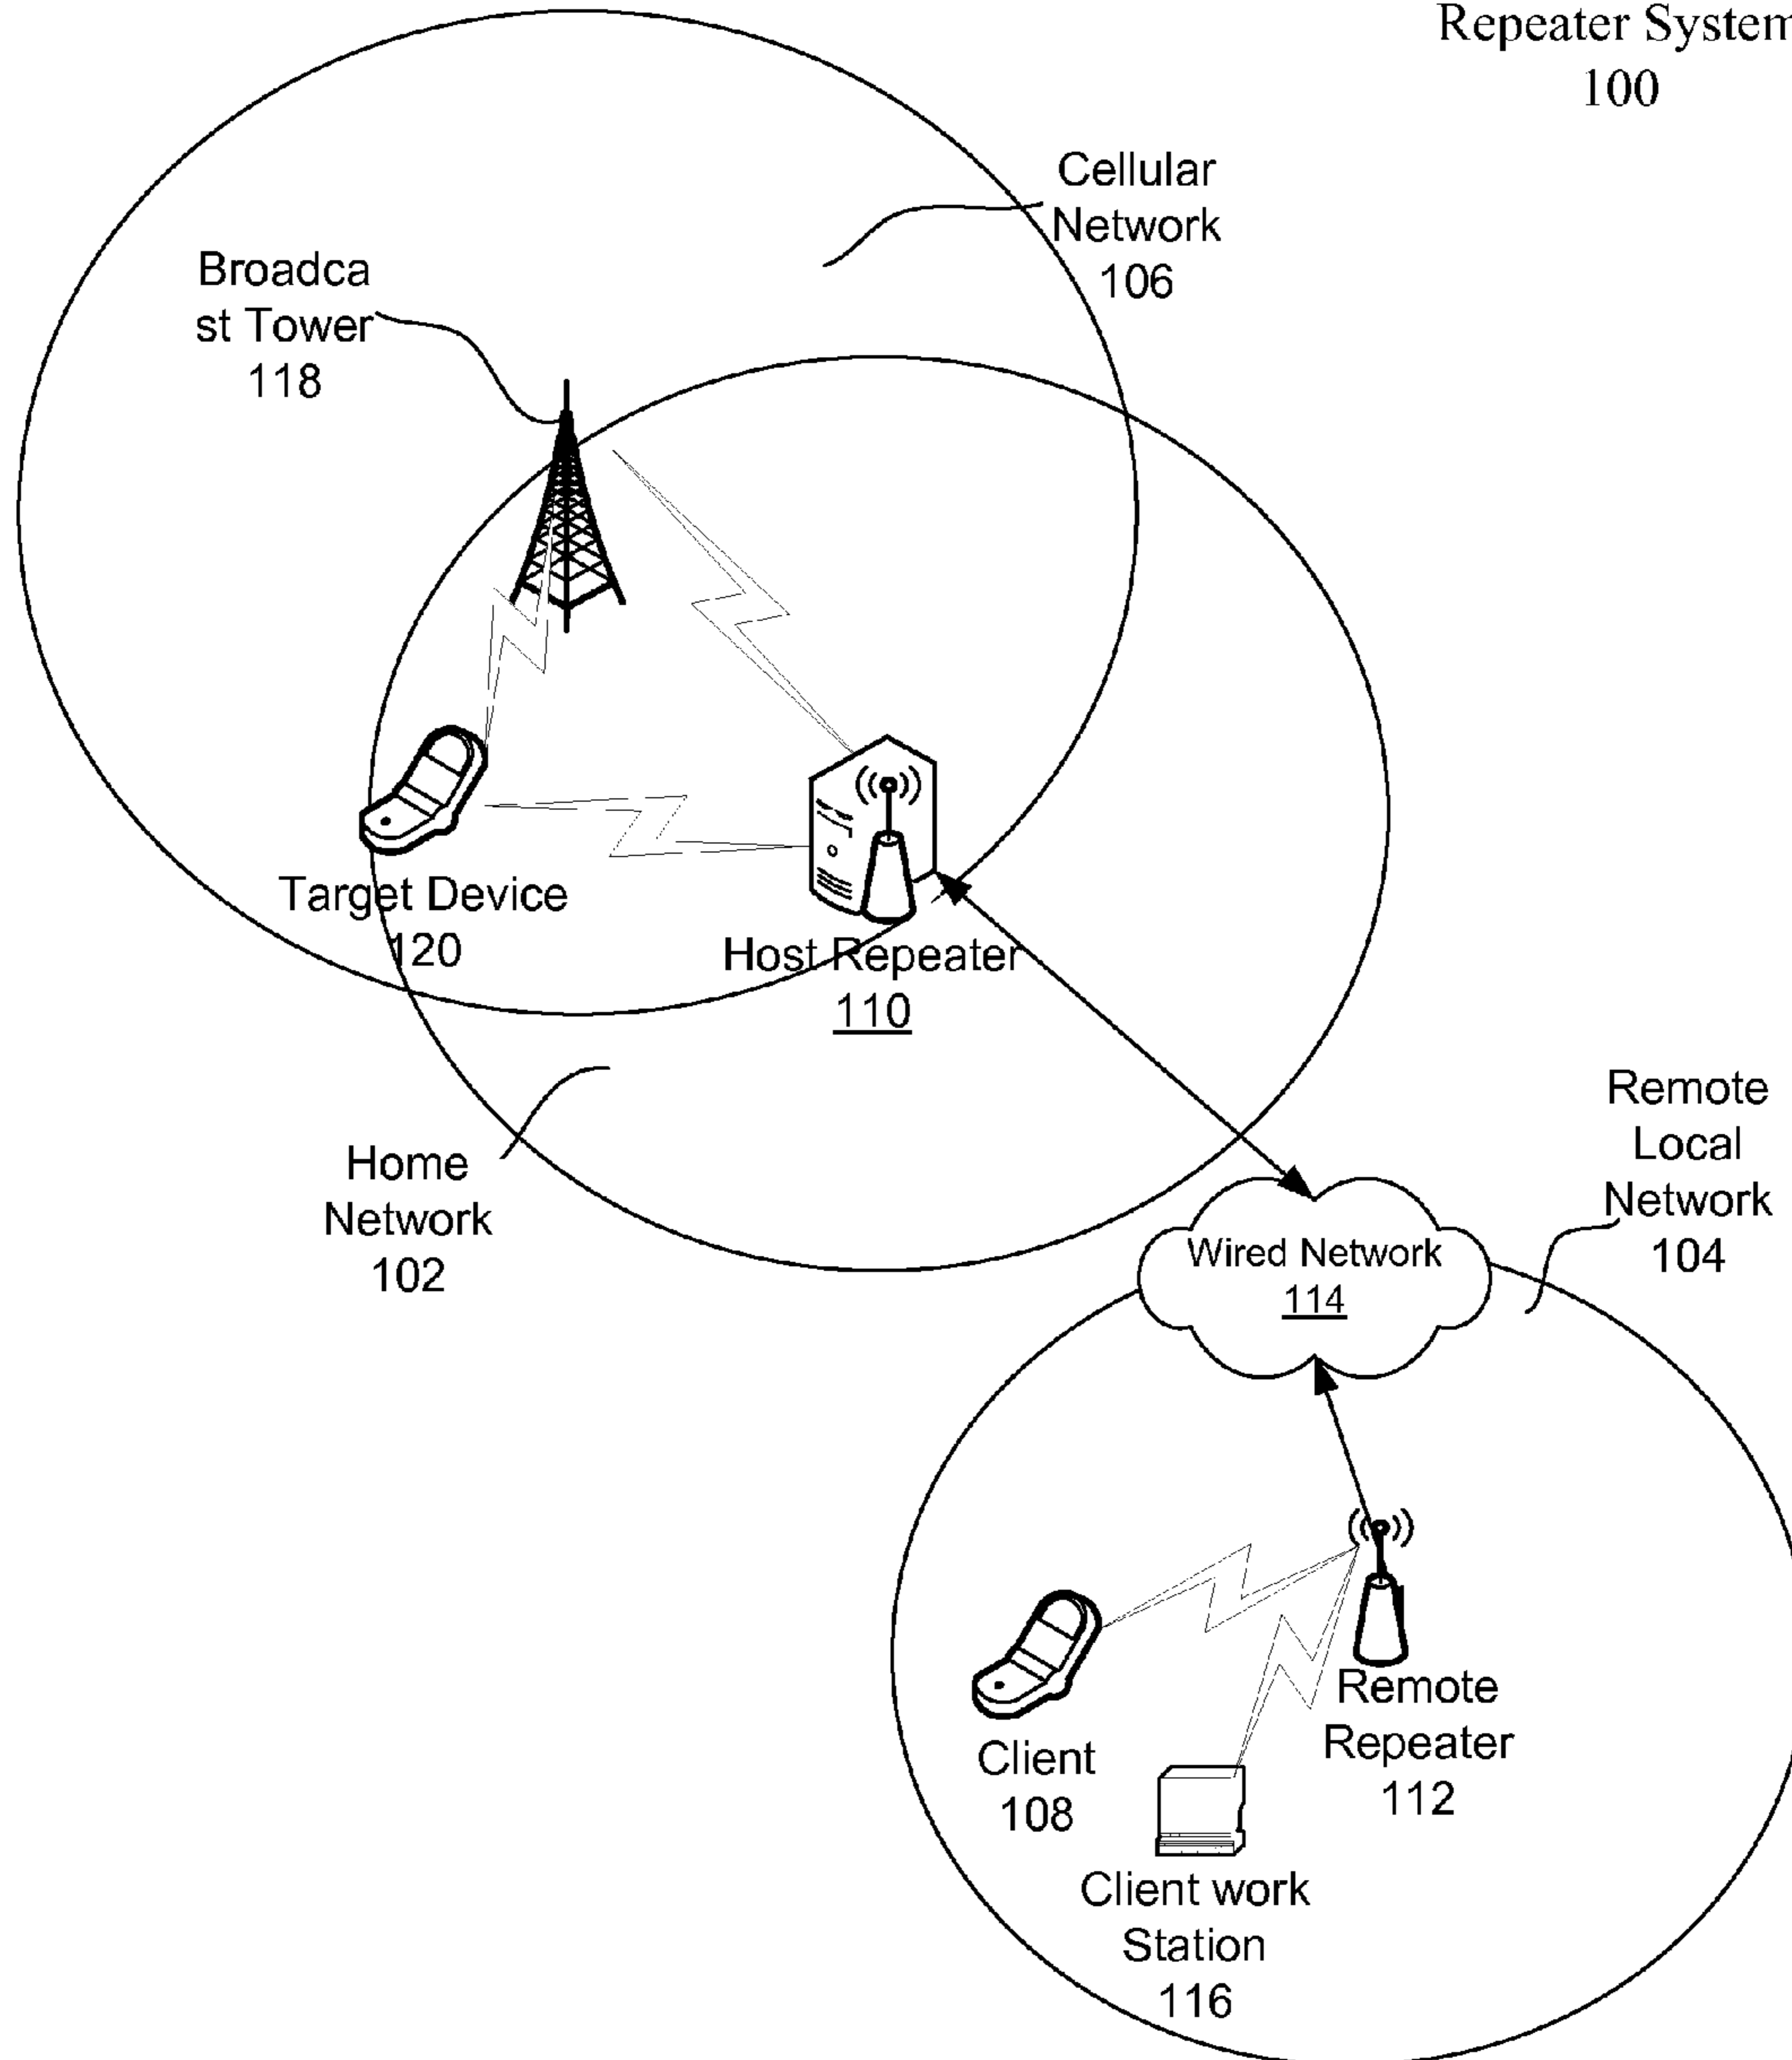 Repeater System
100
Cellular
Network
106
Broadca
st Tower
118
Target Device
120
Host Repeater
110
Home
Network
102
Remote
Local
Network
104
Wired Network
114
Remote
Repeater
112
Client
108
Client work
Station
116